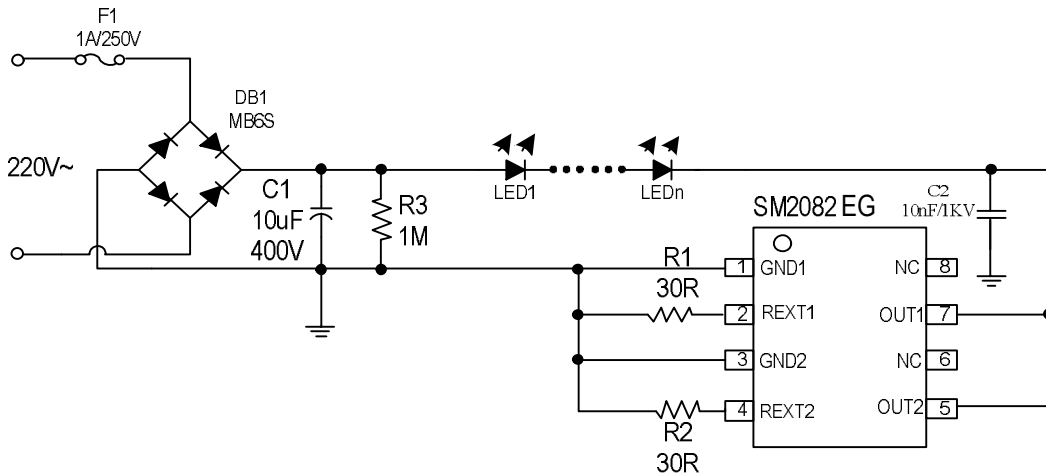 F1
1A/250V
DB1
MB6S
220V~
C1
10uF
400V
R3
1M
LED1
LEDn
SM2082 EG
C2
10nF/1KV
R1
30R
R2
30R
1 GND1
2 REXT1
3 GND2
4 REXT2
NC 8
OUT1 7
NC 6
OUT2 5